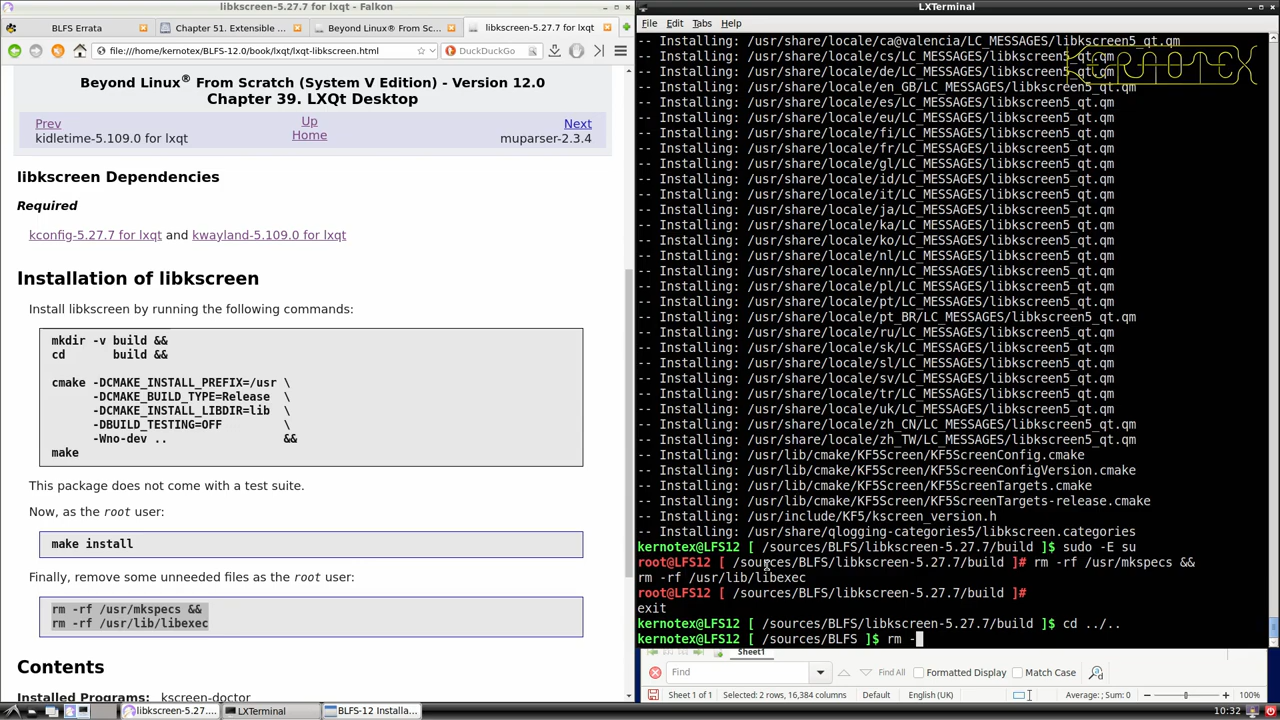 libkscreen-5.27.7 for lxqt - Falkon
BLFS Errata
Chapter 51. Extensible ...
Beyond Linux® From Sc...
libkscreen-5.27.7 for lxqt
file:///home/kernotex/BLFS-12.0/book/lxqt/lxqt-libkscreen.html
DuckDuckGo
Beyond Linux® From Scratch (System V Edition) - Version 12.0
Chapter 39. LXQt Desktop
Prev
Up
Next
kidletime-5.109.0 for lxqt
Home
muparser-2.3.4
libkscreen Dependencies
Required
kconfig-5.27.7 for lxqt and kwayland-5.109.0 for lxqt
Installation of libkscreen
Install libkscreen by running the following commands:
mkdir -v build &&
cd build &&
cmake -DCMAKE_INSTALL_PREFIX=/usr \
-DCMAKE_BUILD_TYPE=Release \
-DCMAKE_INSTALL_LIBDIR=lib \
-DBUILD_TESTING=OFF \
-Wno-dev .. &&
make
This package does not come with a test suite.
Now, as the root user:
make install
Finally, remove some unneeded files as the root user:
rm -rf /usr/mkspecs &&
rm -rf /usr/lib/libexec
Contents
Installed Programs: kscreen-doctor
LXTerminal
File Edit Tabs Help
KERNOTEX
-- Installing: /usr/share/locale/ca@valencia/LC_MESSAGES/libkscreen5_qt.qm
-- Installing: /usr/share/locale/cs/LC_MESSAGES/libkscreen5_qt.qm
-- Installing: /usr/share/locale/de/LC_MESSAGES/libkscreen5_qt.qm
-- Installing: /usr/share/locale/en_GB/LC_MESSAGES/libkscreen5_qt.qm
-- Installing: /usr/share/locale/es/LC_MESSAGES/libkscreen5_qt.qm
-- Installing: /usr/share/locale/eu/LC_MESSAGES/libkscreen5_qt.qm
-- Installing: /usr/share/locale/fi/LC_MESSAGES/libkscreen5_qt.qm
-- Installing: /usr/share/locale/fr/LC_MESSAGES/libkscreen5_qt.qm
-- Installing: /usr/share/locale/gl/LC_MESSAGES/libkscreen5_qt.qm
-- Installing: /usr/share/locale/id/LC_MESSAGES/libkscreen5_qt.qm
-- Installing: /usr/share/locale/it/LC_MESSAGES/libkscreen5_qt.qm
-- Installing: /usr/share/locale/ja/LC_MESSAGES/libkscreen5_qt.qm
-- Installing: /usr/share/locale/ka/LC_MESSAGES/libkscreen5_qt.qm
-- Installing: /usr/share/locale/ko/LC_MESSAGES/libkscreen5_qt.qm
-- Installing: /usr/share/locale/nl/LC_MESSAGES/libkscreen5_qt.qm
-- Installing: /usr/share/locale/nn/LC_MESSAGES/libkscreen5_qt.qm
-- Installing: /usr/share/locale/pl/LC_MESSAGES/libkscreen5_qt.qm
-- Installing: /usr/share/locale/pt/LC_MESSAGES/libkscreen5_qt.qm
-- Installing: /usr/share/locale/pt_BR/LC_MESSAGES/libkscreen5_qt.qm
-- Installing: /usr/share/locale/ru/LC_MESSAGES/libkscreen5_qt.qm
-- Installing: /usr/share/locale/sk/LC_MESSAGES/libkscreen5_qt.qm
-- Installing: /usr/share/locale/sl/LC_MESSAGES/libkscreen5_qt.qm
-- Installing: /usr/share/locale/sv/LC_MESSAGES/libkscreen5_qt.qm
-- Installing: /usr/share/locale/tr/LC_MESSAGES/libkscreen5_qt.qm
-- Installing: /usr/share/locale/uk/LC_MESSAGES/libkscreen5_qt.qm
-- Installing: /usr/share/locale/zh_CN/LC_MESSAGES/libkscreen5_qt.qm
-- Installing: /usr/share/locale/zh_TW/LC_MESSAGES/libkscreen5_qt.qm
-- Installing: /usr/lib/cmake/KF5Screen/KF5ScreenConfig.cmake
-- Installing: /usr/lib/cmake/KF5Screen/KF5ScreenConfigVersion.cmake
-- Installing: /usr/lib/cmake/KF5Screen/KF5ScreenTargets.cmake
-- Installing: /usr/lib/cmake/KF5Screen/KF5ScreenTargets-release.cmake
-- Installing: /usr/include/KF5/kscreen_version.h
-- Installing: /usr/share/qlogging-categories5/libkscreen.categories
kernotex@LFS12 [ /sources/BLFS/libkscreen-5.27.7/build ]$ sudo -E su
root@LFS12 [ /sources/BLFS/libkscreen-5.27.7/build ]# rm -rf /usr/mkspecs &&
rm -rf /usr/lib/libexec
root@LFS12 [ /sources/BLFS/libkscreen-5.27.7/build ]#
exit
kernotex@LFS12 [ /sources/BLFS/libkscreen-5.27.7/build ]$ cd ../..
kernotex@LFS12 [ /sources/BLFS ]$ rm -
Sheet1
Find
Find All
Formatted Display
Match Case
Sheet 1 of 1
Selected: 2 rows, 16,384 columns
Default
English (UK)
Average: ; Sum: 0
100%
libkscreen-5.27....
LXTerminal
BLFS-12 Installa...
10:32